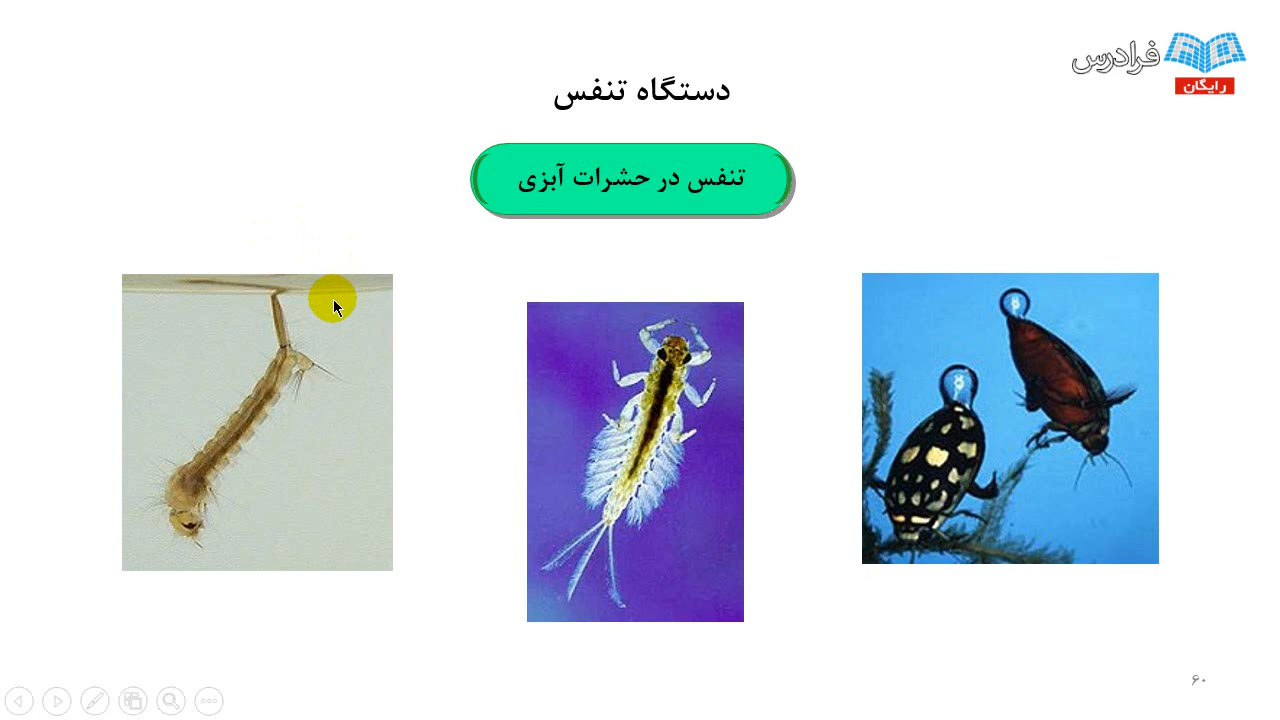 فرادرس
رایگان
دستگاه تنفس
تنفس در حشرات آبزی
۶۰